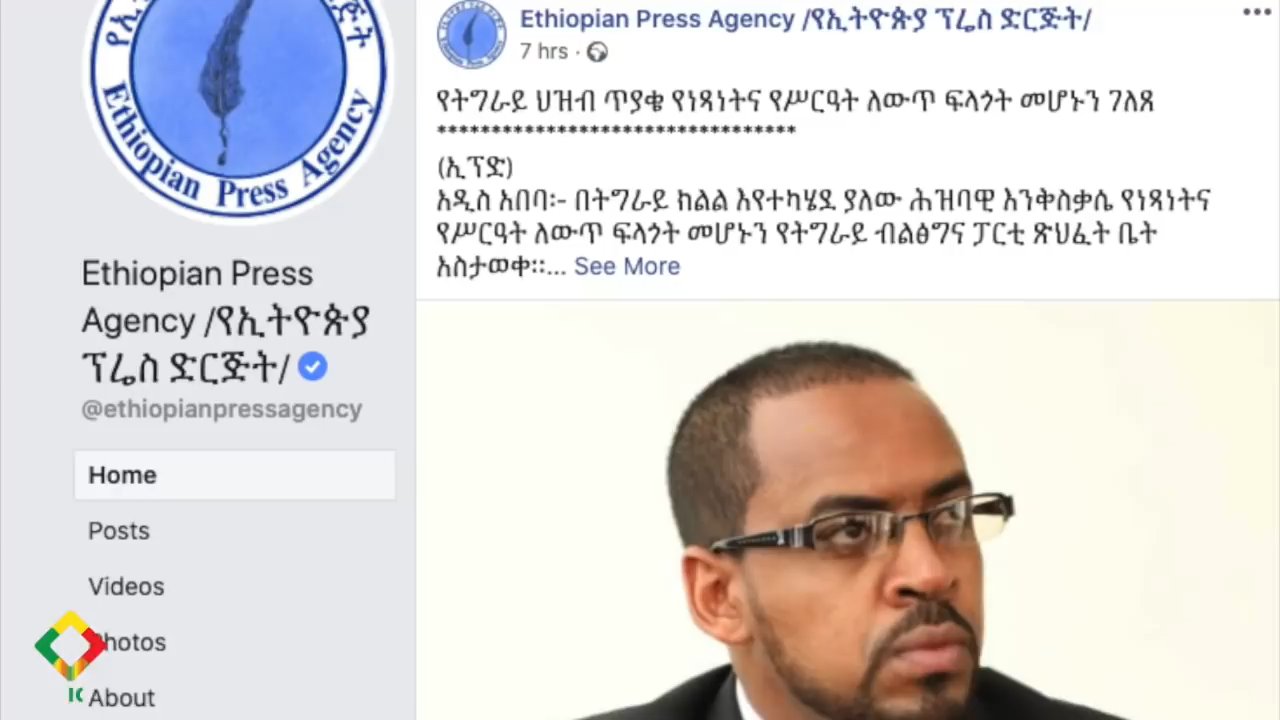 Ethiopian Press Agency
Ethiopian Press
Agency /የኢትዮጵያ
ፕሬስ ድርጅት/
@ethiopianpressagency
Home
Posts
Videos
Photos
About
IC
Ethiopian Press Agency /የኢትዮጵያ ፕሬስ ድርጅት/
7 hrs ·
የትግራይ ህዝብ ጥያቄ የነጻነትና የሥርዓት ለውጥ ፍላጎት መሆኑን ገለጸ
*********************************
(ኢፕድ)
አዲስ አበባ፡- በትግራይ ክልል እየተካሄደ ያለው ሕዝባዊ እንቅስቃሴ የነጻነትና
የሥርዓት ለውጥ ፍላጎት መሆኑን የትግራይ ብልፅግና ፓርቲ ጽህፈት ቤት
አስታወቀ፡፡... See More